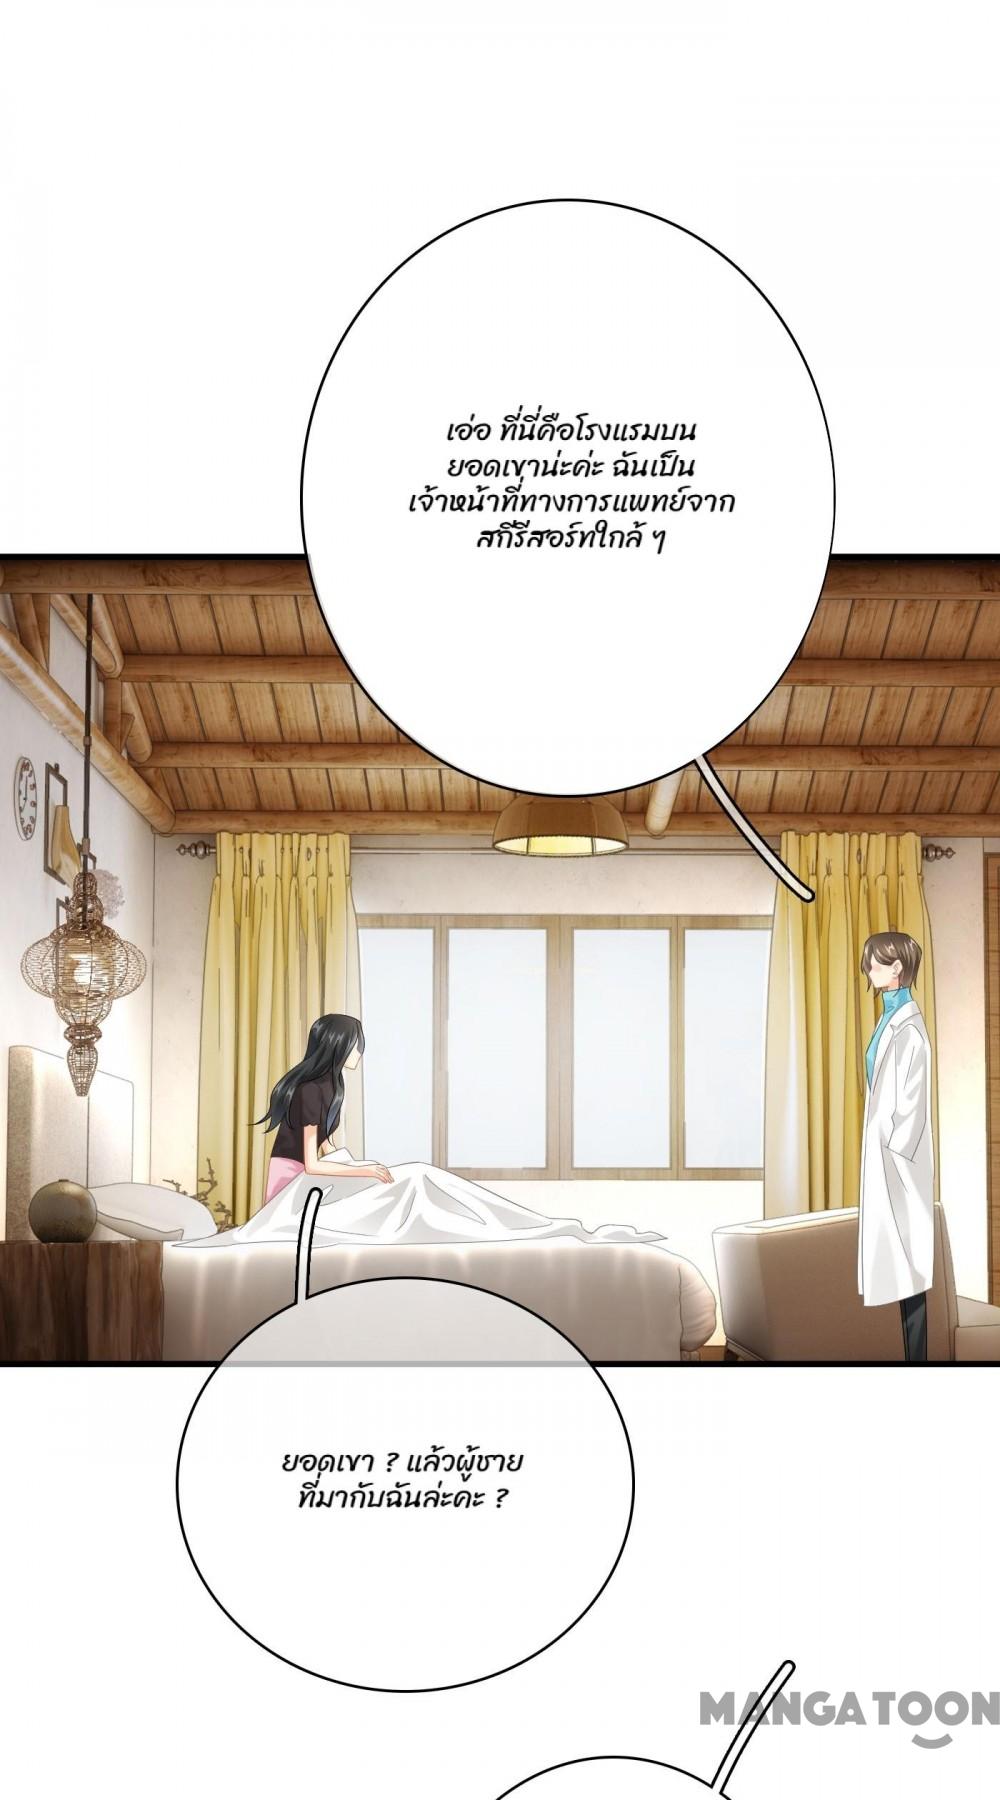 เอ่อ ที่นี่คือโรงแรมบน
ยอดเขาน่ะค่ะ ฉันเป็น
เจ้าหน้าที่ทางการแพทย์จาก
สกีรีสอร์ทใกล้ ๆ
ยอดเขา ? แล้วผู้ชาย
ที่มากับฉันล่ะคะ ?
MANGATOON